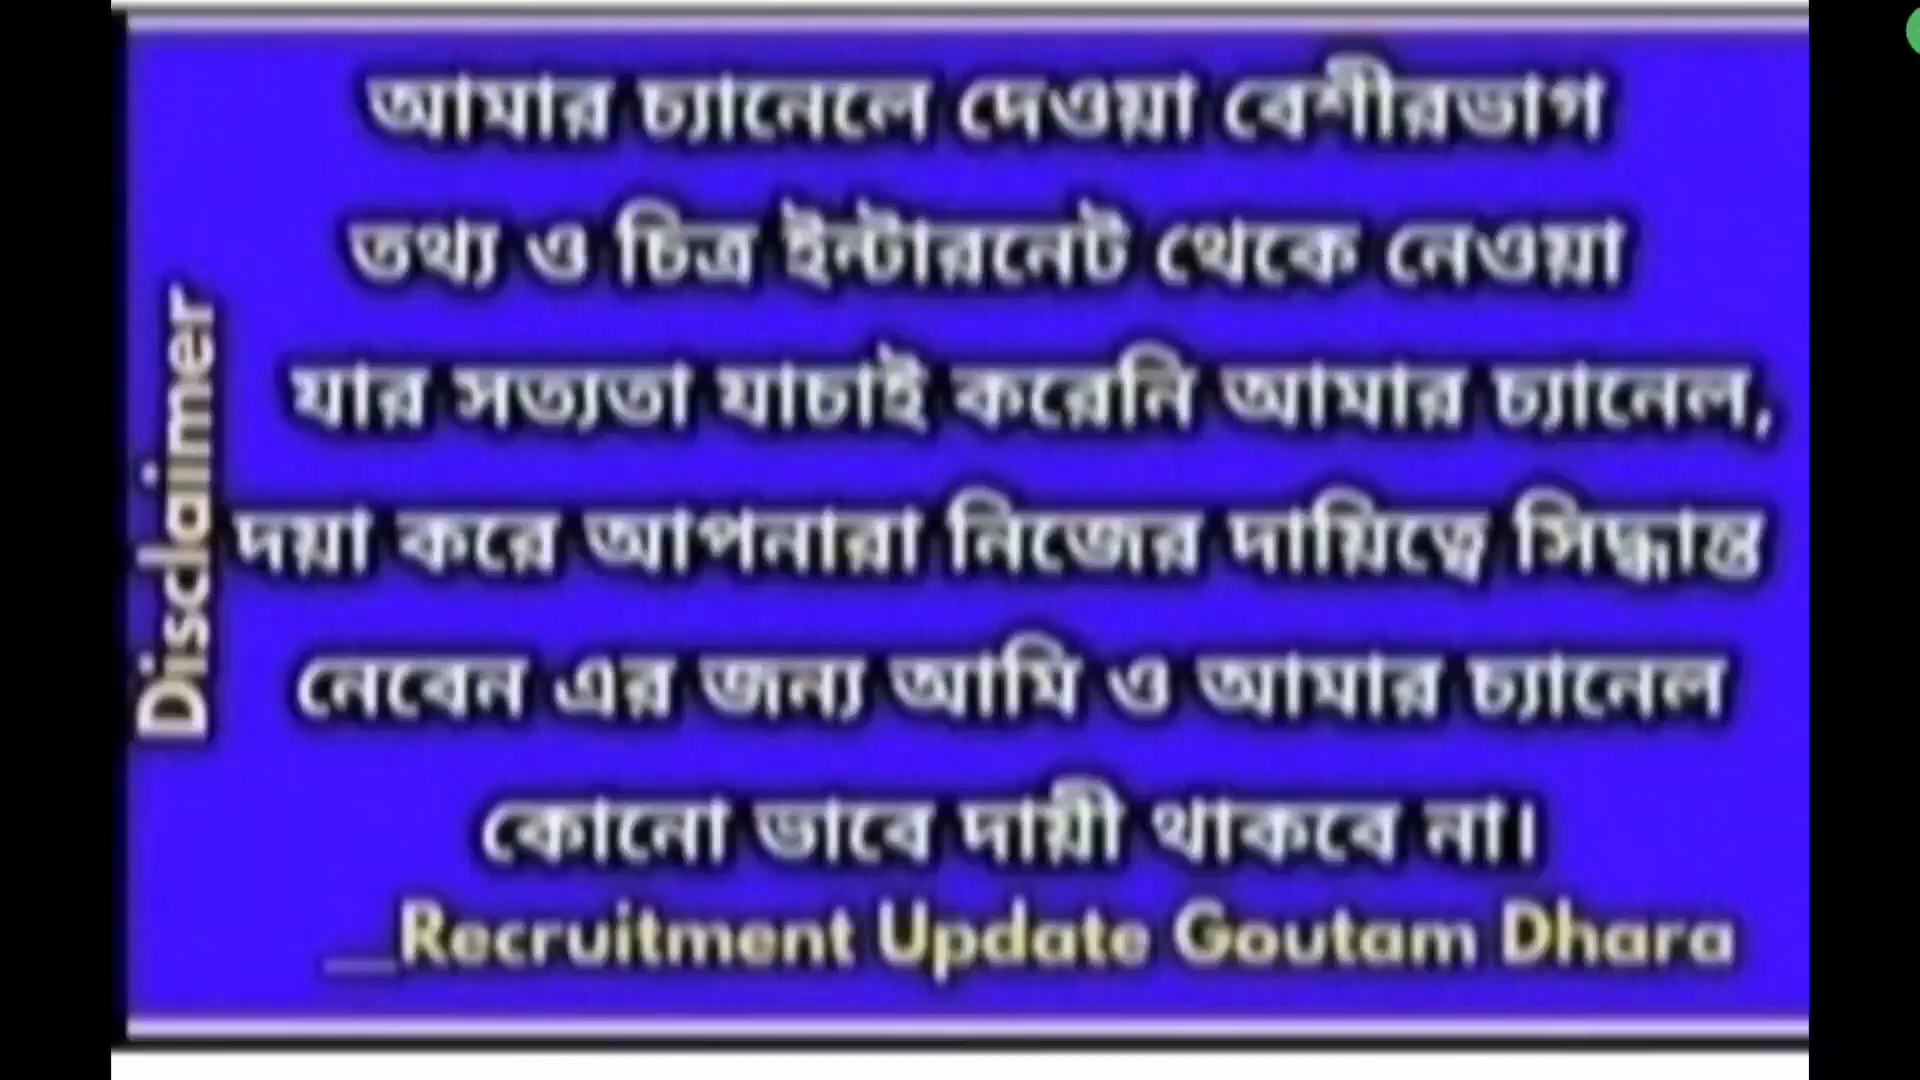 Disclaimer
আমার চ্যানেলে দেওয়া বেশীরভাগ
তথ্য ও চিত্র ইন্টারনেট থেকে নেওয়া
যার সত্যতা যাচাই করেনি আমার চ্যানেল,
দয়া করে আপনারা নিজের দায়িত্বে সিদ্ধান্ত
নেবেন এর জন্য আমি ও আমার চ্যানেল
কোনো ভাবে দায়ী থাকবে না।
__Recruitment Update Goutam Dhara